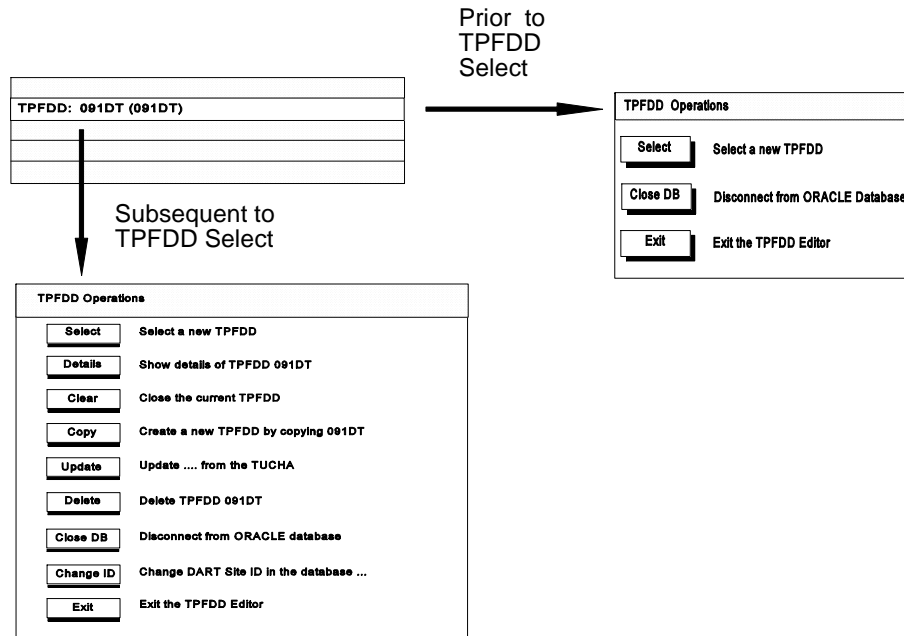 Prior to
TPFDD
Select
TPFDD: 091DT (091DT)
TPFDD Operations
Select Select a new TPFDD
Close DB Disconnect from ORACLE Database
Exit Exit the TPFDD Editor
Subsequent to
TPFDD Select
TPFDD Operations
Select Select a new TPFDD
Details Show details of TPFDD 091DT
Clear Close the current TPFDD
Copy Create a new TPFDD by copying 091DT
Update Update .... from the TUCHA
Delete Delete TPFDD 091DT
Close DB Disconnect from ORACLE database
Change ID Change DART Site ID in the database ...
Exit Exit the TPFDD Editor